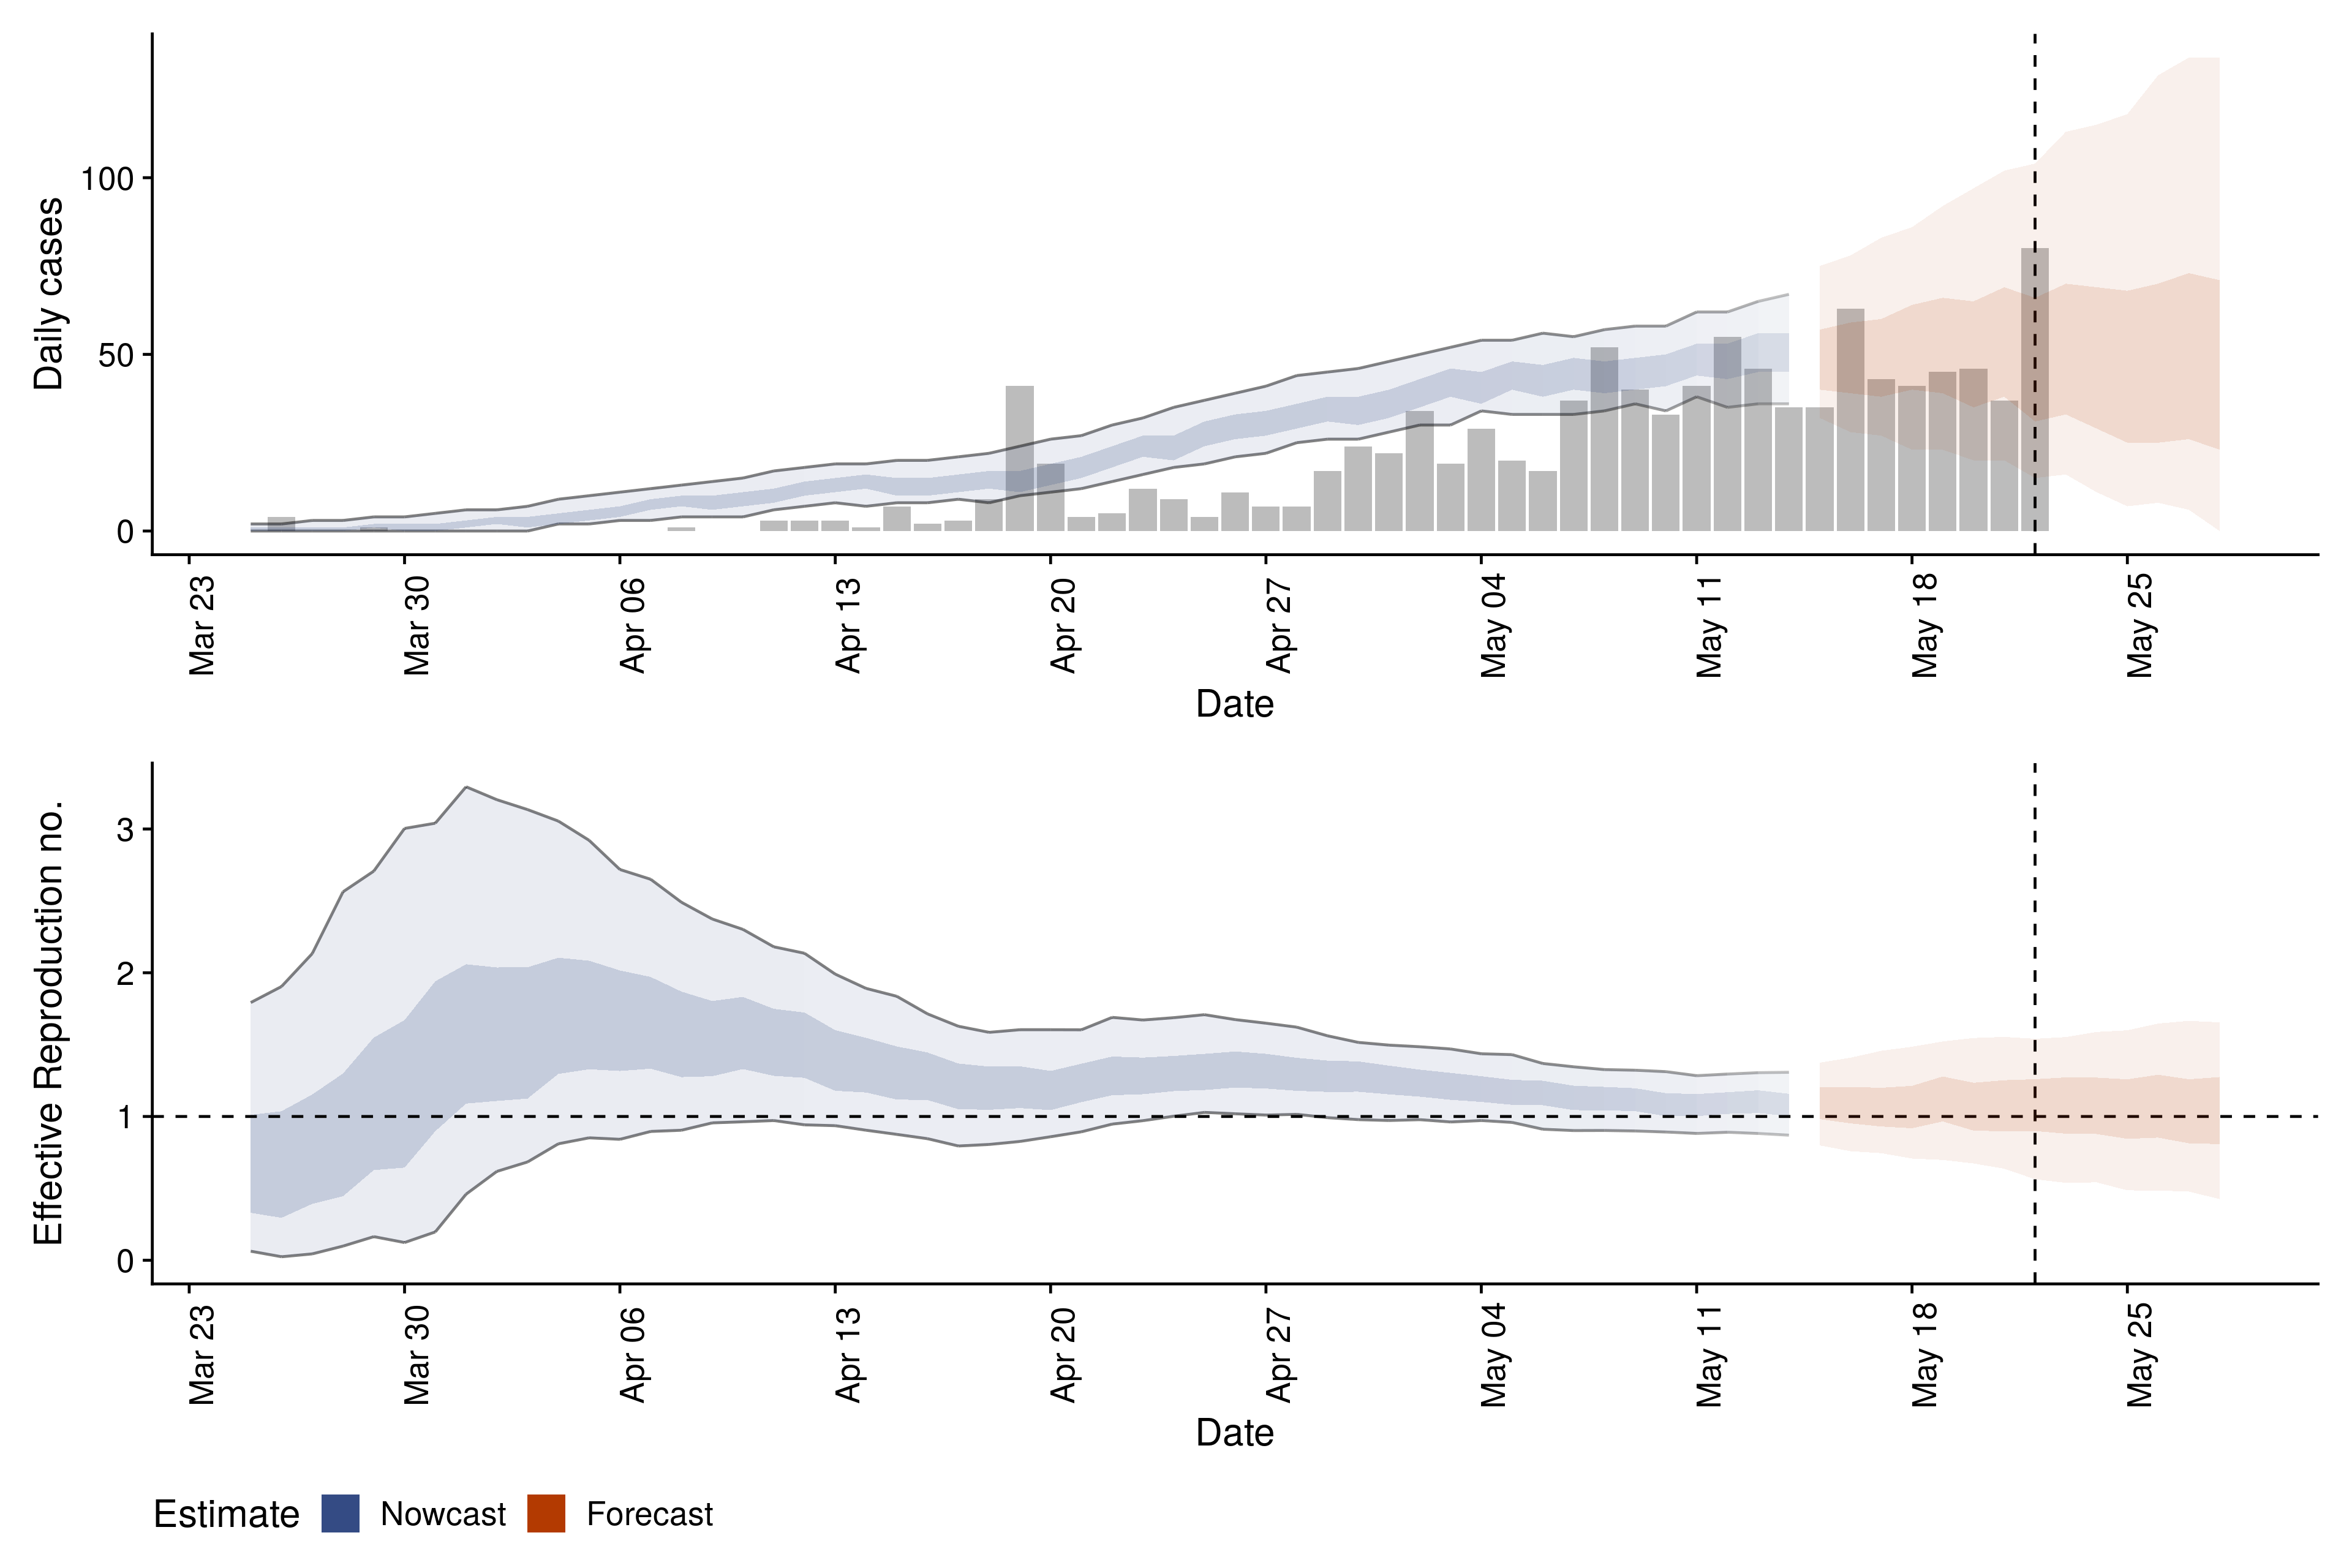 Daily cases
100
50
0
Mar 23
Mar 30
Apr 06
Apr 13
Apr 20
Apr 27
May 04
May 11
May 18
May 25
Date
Effective Reproduction no.
3
2
1
0
Mar 23
Mar 30
Apr 06
Apr 13
Apr 20
Apr 27
May 04
May 11
May 18
May 25
Date
Estimate Nowcast Forecast